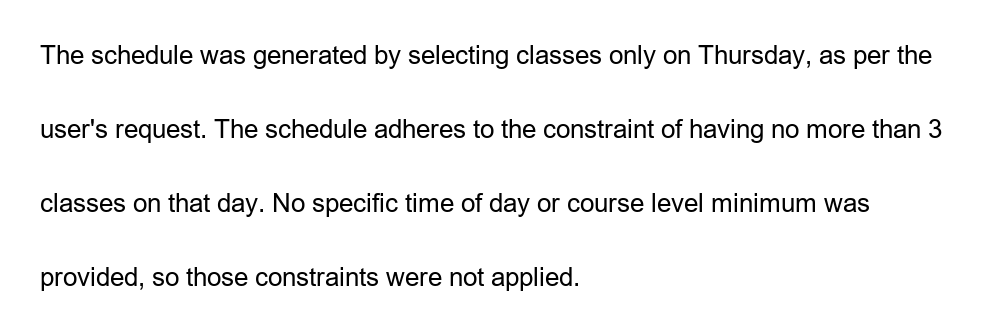 The schedule was generated by selecting classes only on Thursday, as per the
user's request. The schedule adheres to the constraint of having no more than 3
classes on that day. No specific time of day or course level minimum was
provided, so those constraints were not applied.